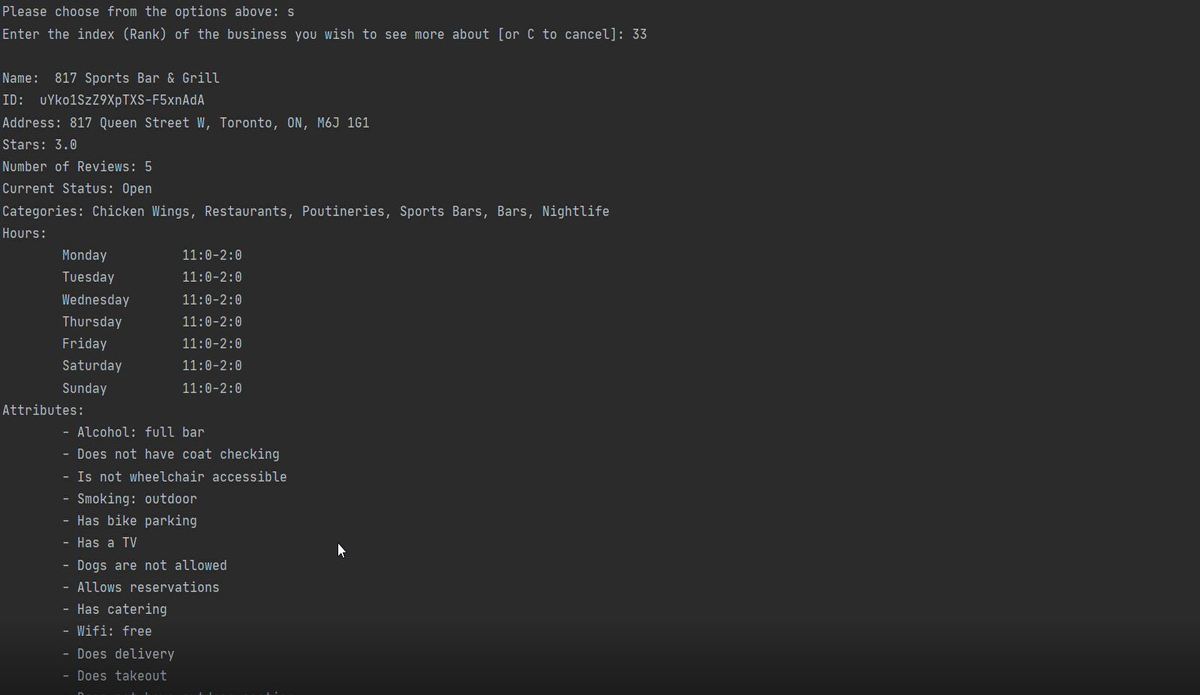 Please choose from the options above: s
Enter the index (Rank) of the business you wish to see more about [or C to cancel]: 33
Name:  817 Sports Bar & Grill
ID:  uYko1SzZ9XpTXS-F5xnAdA
Address: 817 Queen Street W, Toronto, ON, M6J 1G1
Stars: 3.0
Number of Reviews: 5
Current Status: Open
Categories: Chicken Wings, Restaurants, Poutineries, Sports Bars, Bars, Nightlife
Hours:
Monday          11:0-2:0
Tuesday         11:0-2:0
Wednesday       11:0-2:0
Thursday        11:0-2:0
Friday          11:0-2:0
Saturday        11:0-2:0
Sunday          11:0-2:0
Attributes:
- Alcohol: full bar
- Does not have coat checking
- Is not wheelchair accessible
- Smoking: outdoor
- Has bike parking
- Has a TV
- Dogs are not allowed
- Allows reservations
- Has catering
- Wifi: free
- Does delivery
- Does takeout